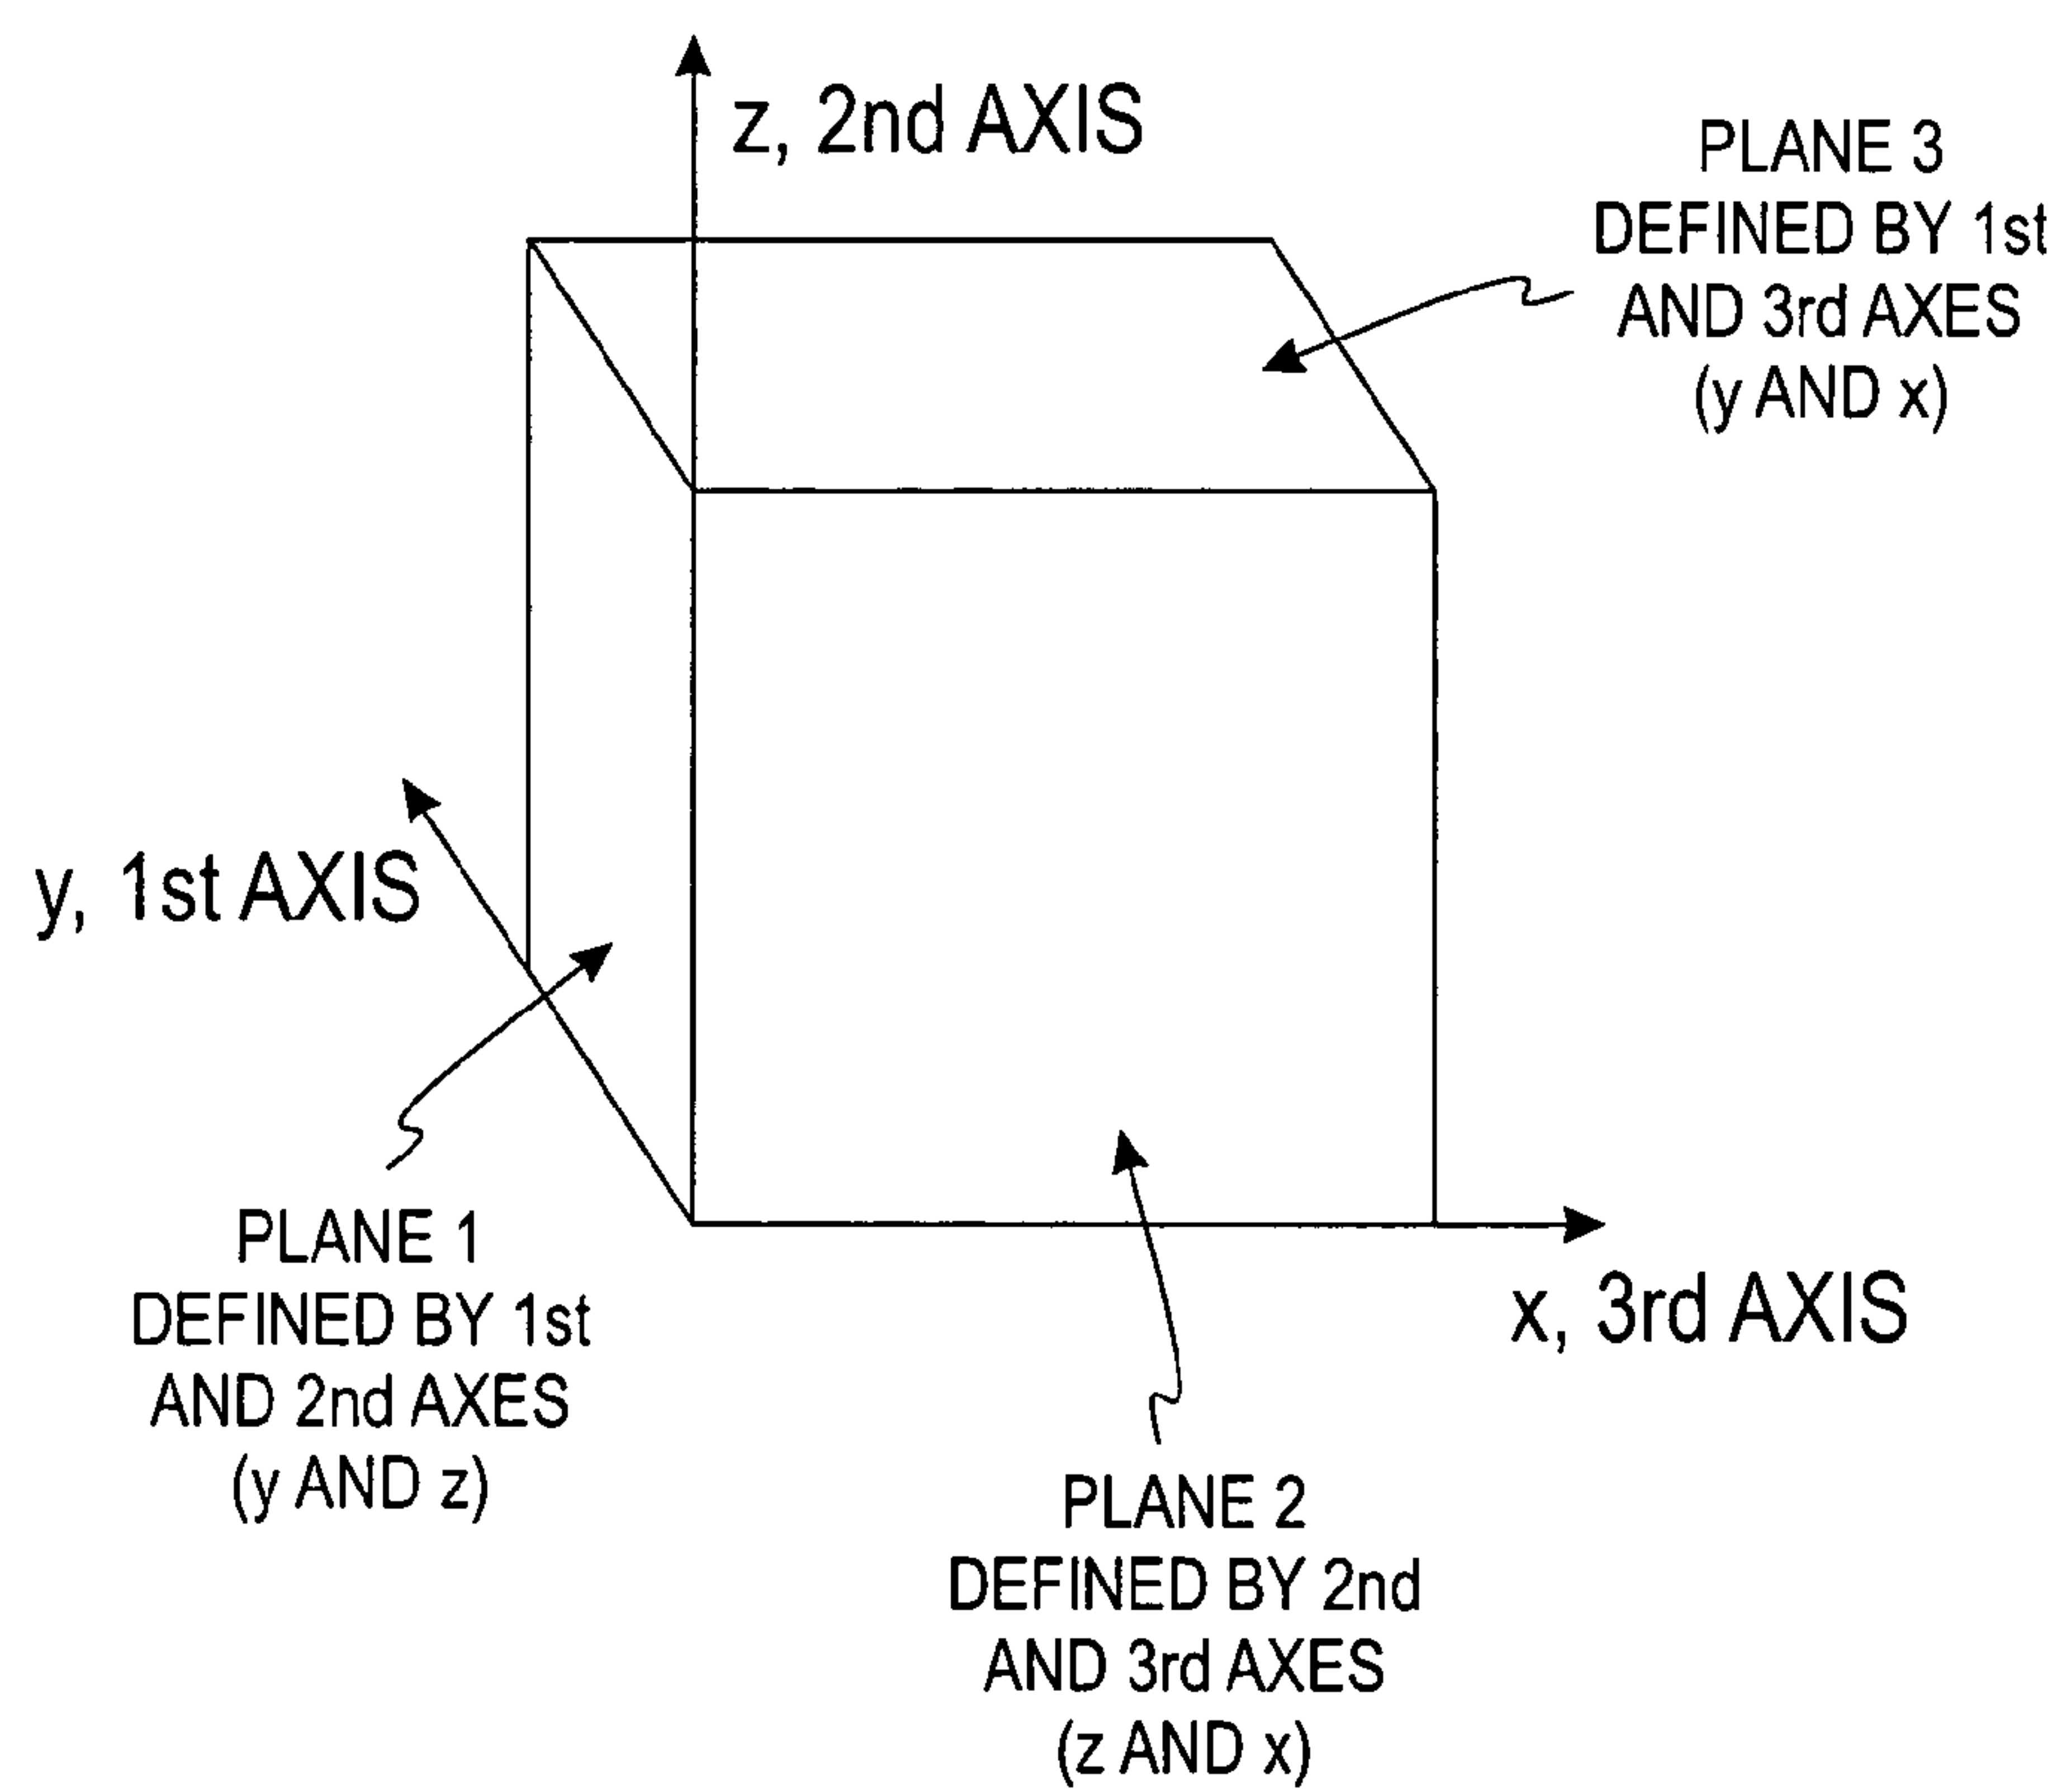 z, 2nd AXIS
PLANE 3
DEFINED BY 1st
AND 3rd AXES
(y AND x)
y, 1st AXIS
PLANE 1
DEFINED BY 1st
AND 2nd AXES
(y AND z)
x, 3rd AXIS
PLANE 2
DEFINED BY 2nd
AND 3rd AXES
(z AND x)